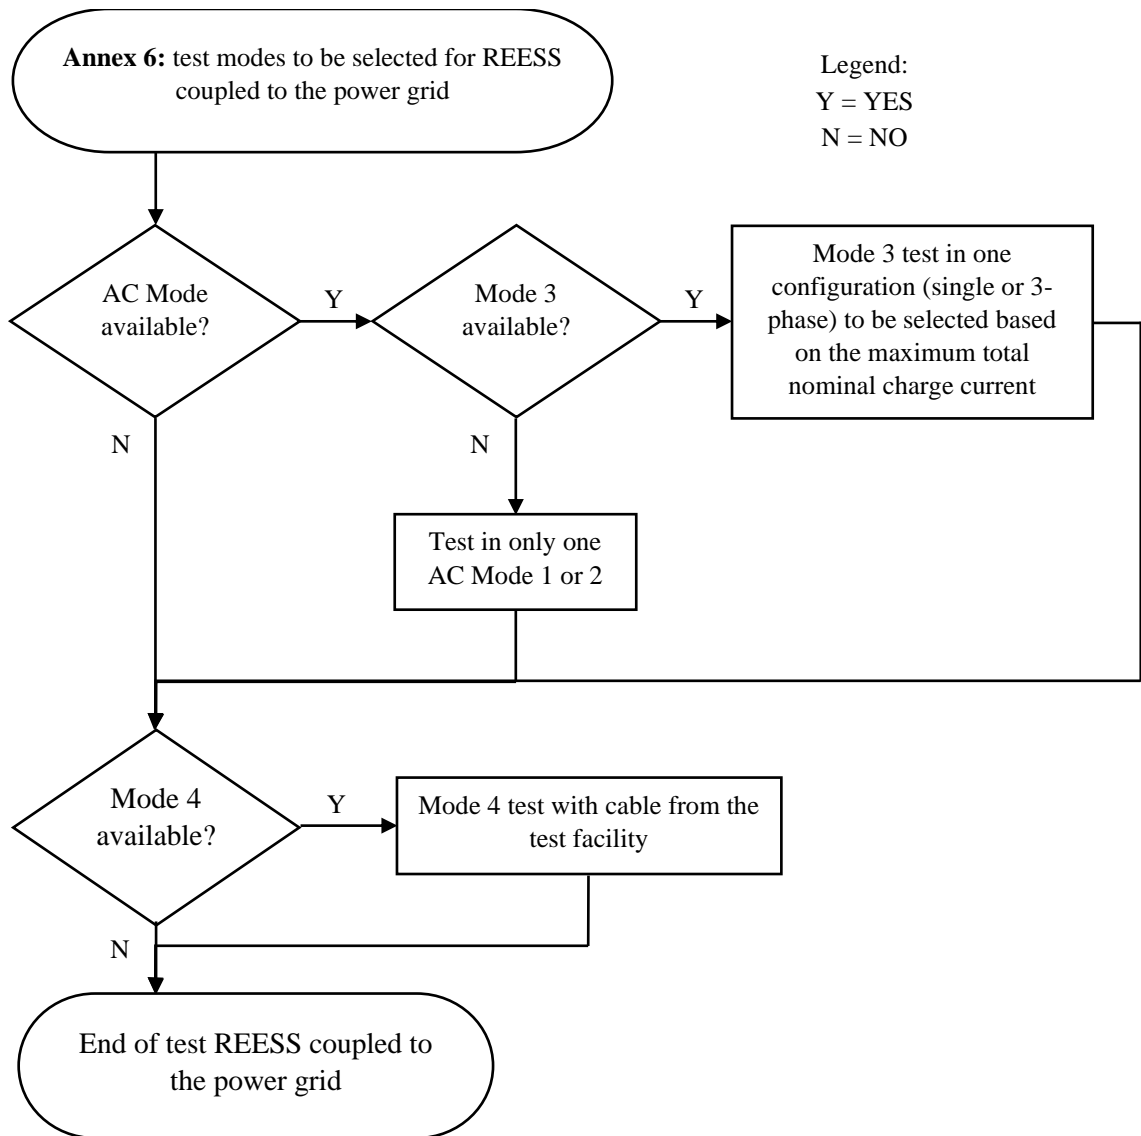 Annex 6: test modes to be selected for REESS
coupled to the power grid
Legend:
Y = YES
N = NO
AC Mode
available?
Y
Mode 3
available?
Y
Mode 3 test in one
configuration (single or 3-
phase) to be selected based
on the maximum total
nominal charge current
N
N
Test in only one
AC Mode 1 or 2
Mode 4
available?
Y
Mode 4 test with cable from the
test facility
N
End of test REESS coupled to
the power grid